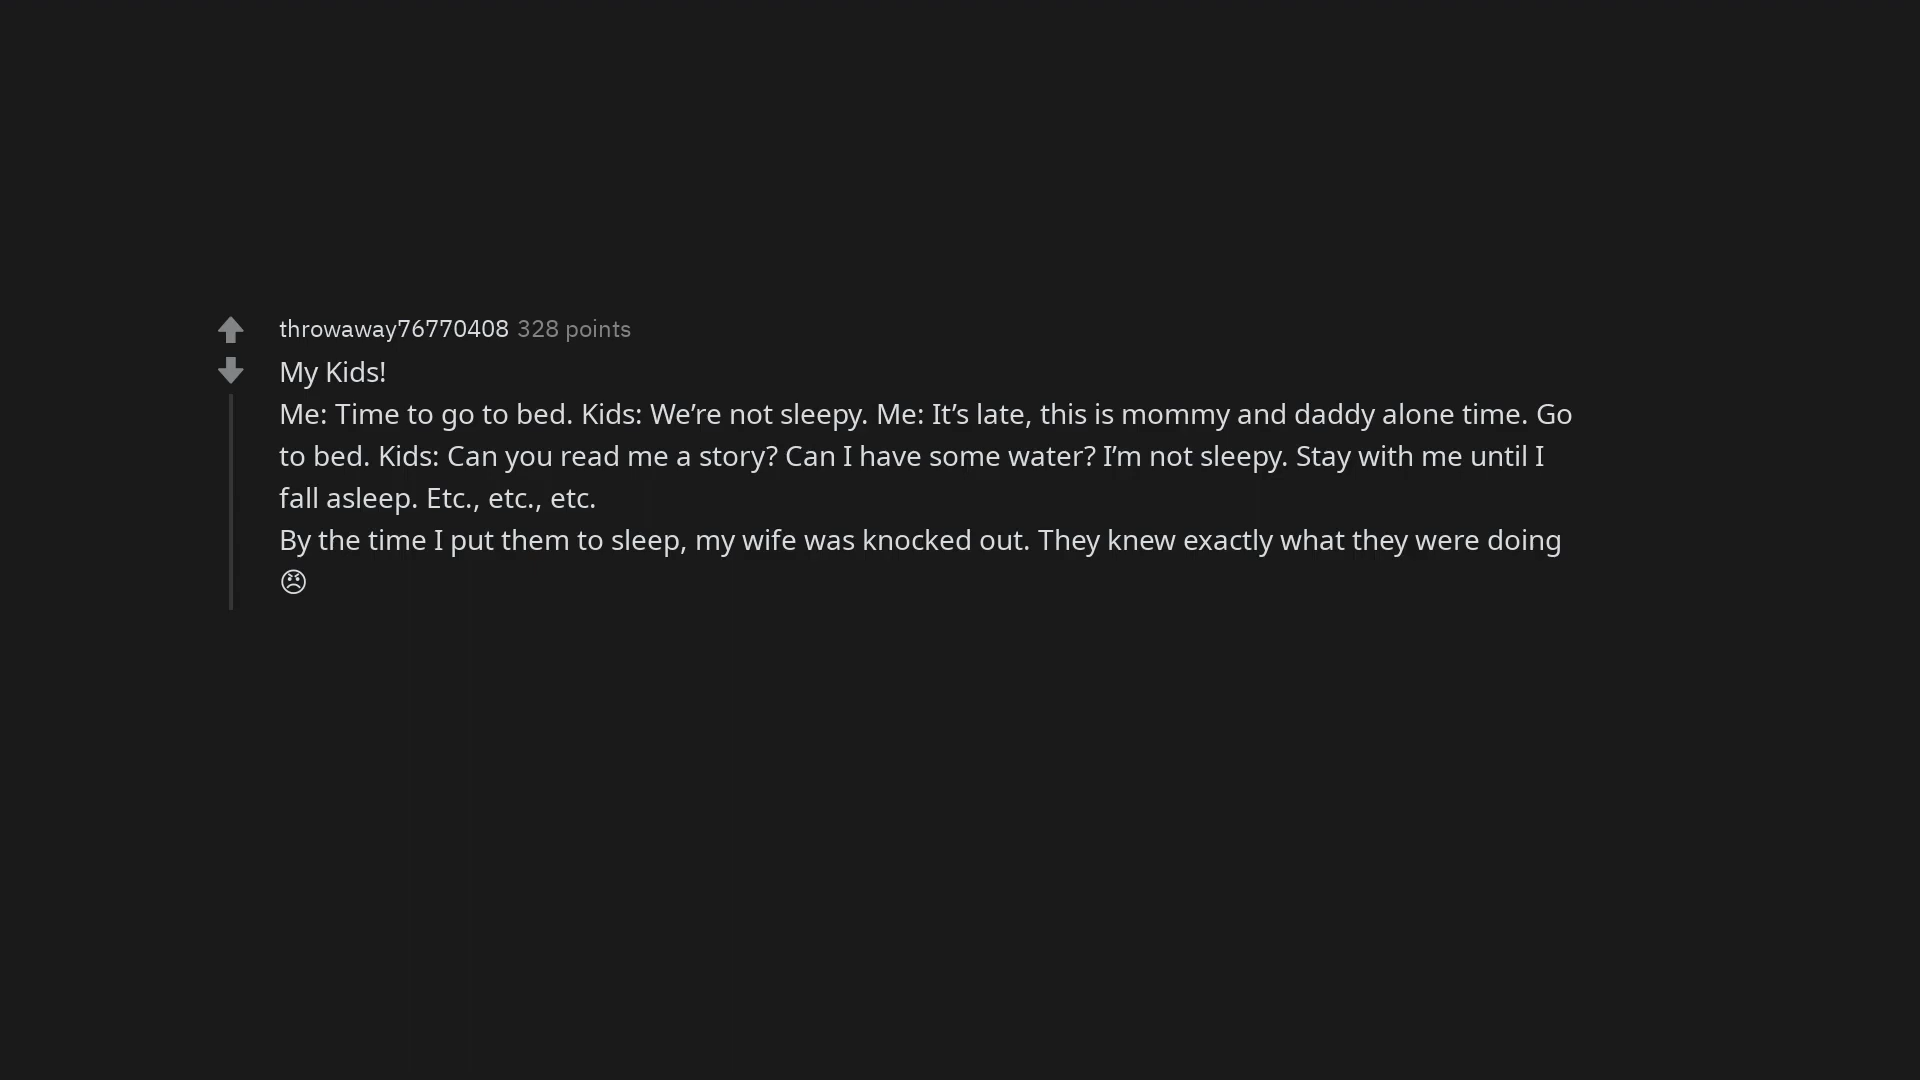 throwaway76770408 328 points
My Kids!
Me: Time to go to bed. Kids: We’re not sleepy. Me: It’s late, this is mommy and daddy alone time. Go
to bed. Kids: Can you read me a story? Can I have some water? I’m not sleepy. Stay with me until I
fall asleep. Etc., etc., etc.
By the time I put them to sleep, my wife was knocked out. They knew exactly what they were doing
😠